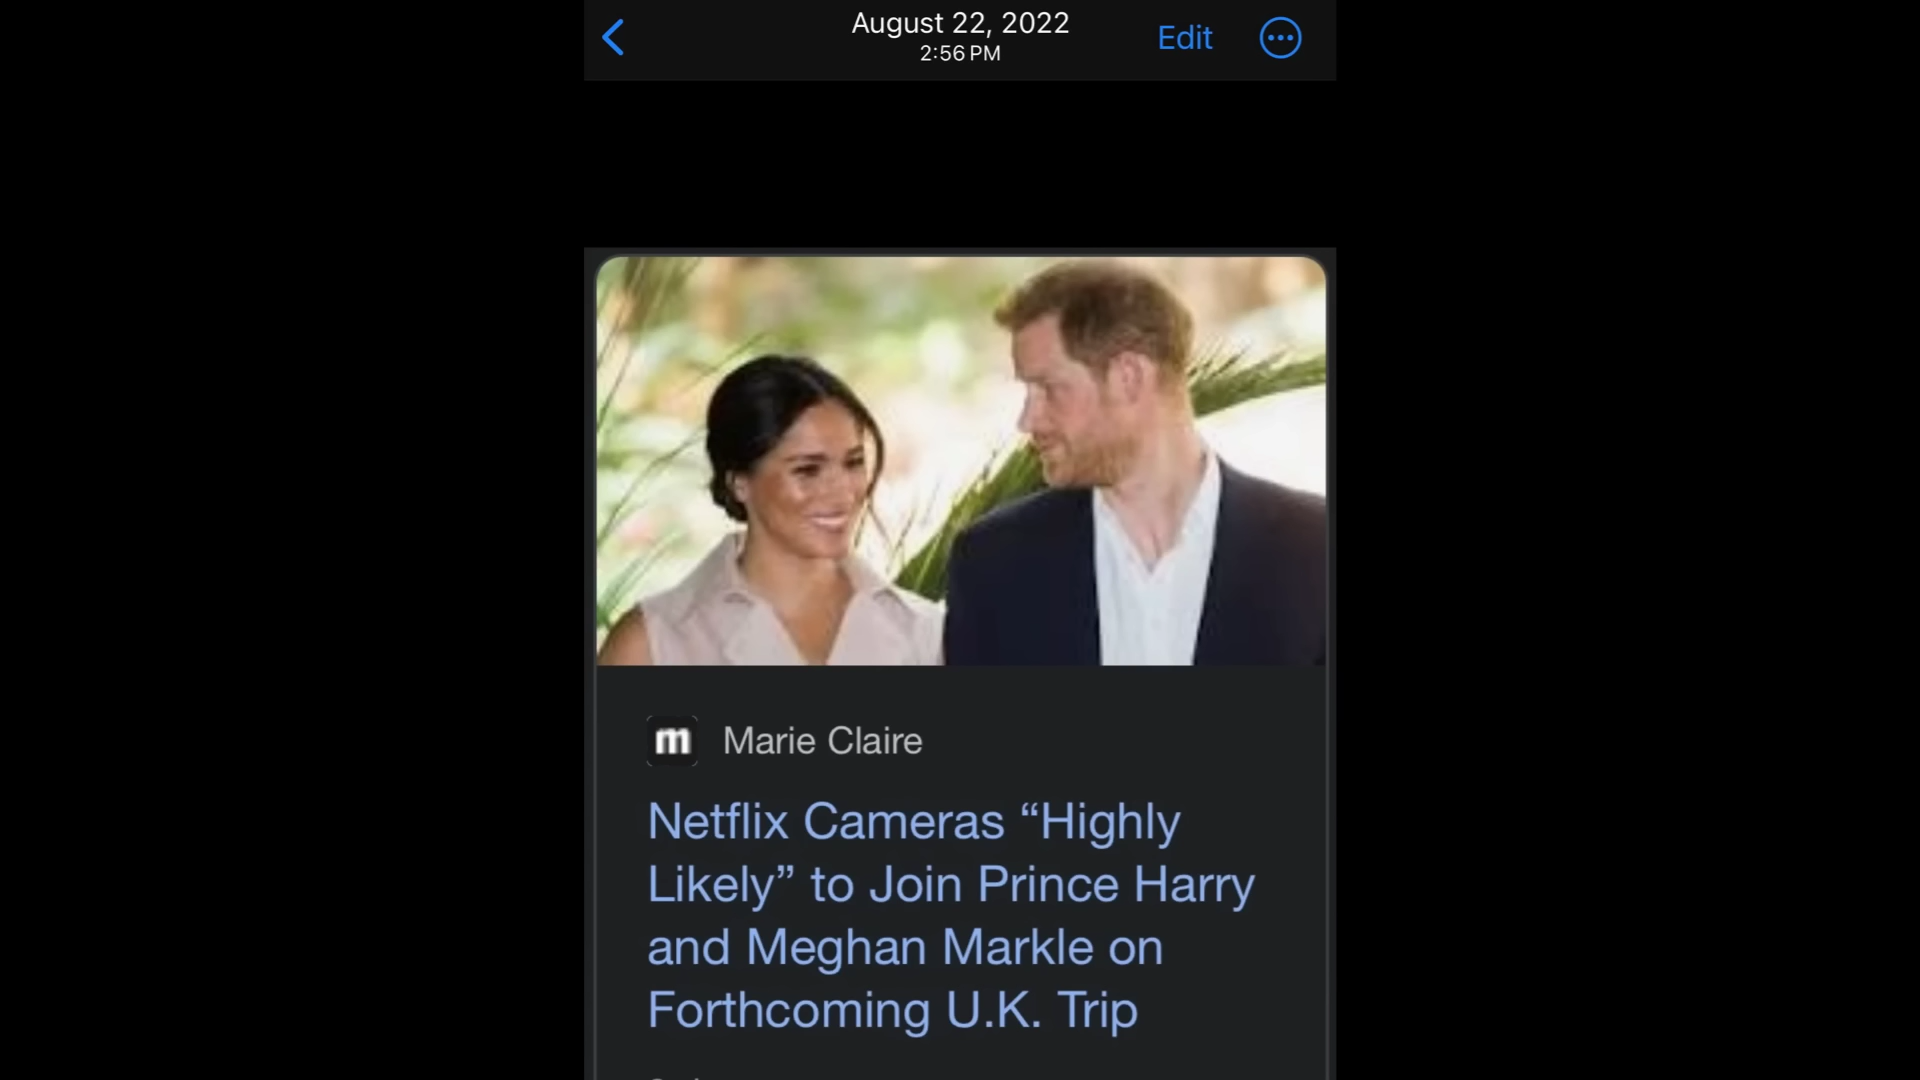 August 22, 2022
2:56 PM
Edit
m Marie Claire
Netflix Cameras “Highly
Likely” to Join Prince Harry
and Meghan Markle on
Forthcoming U.K. Trip